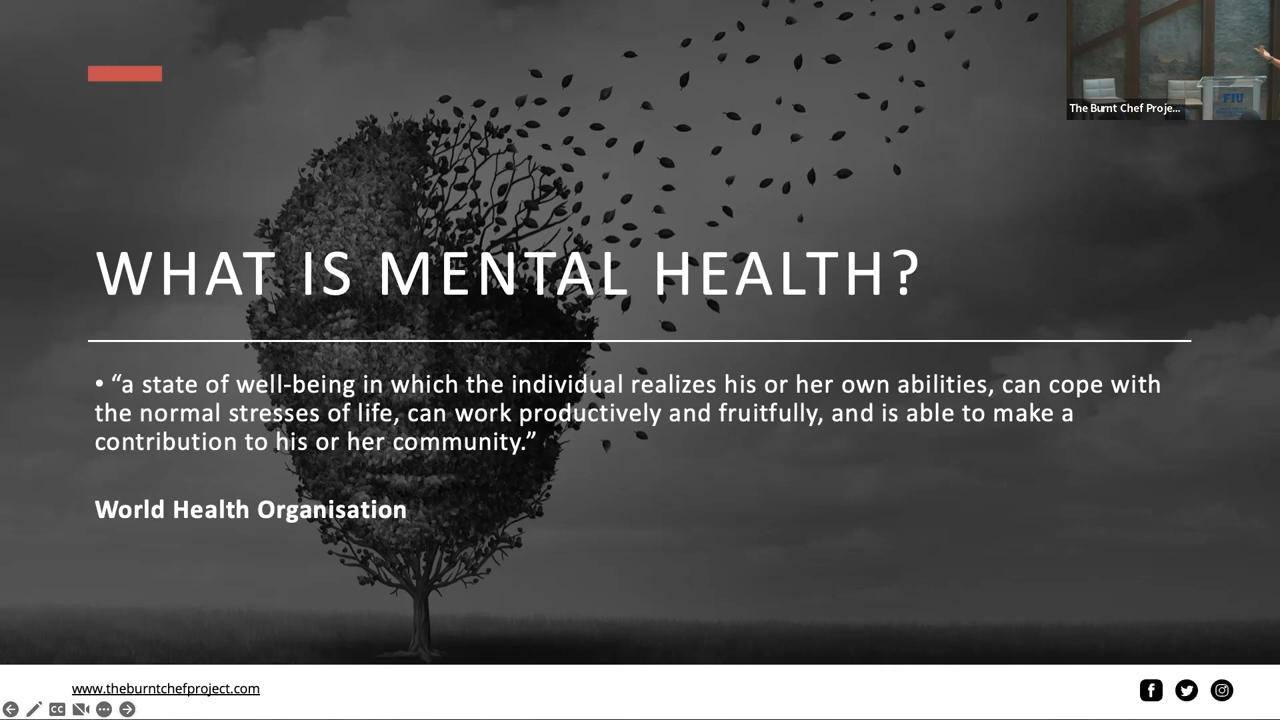 The Burnt Chef Proje...
FIU
WHAT IS MENTAL HEALTH?
• “a state of well-being in which the individual realizes his or her own abilities, can cope with
the normal stresses of life, can work productively and fruitfully, and is able to make a
contribution to his or her community.”
World Health Organisation
www.theburntchefproject.com
CC